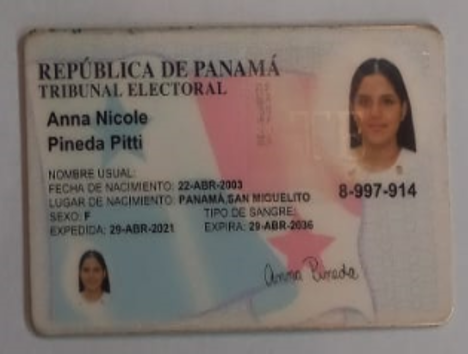 REPÚBLICA DE PANAMÁ
TRIBUNAL ELECTORAL
Anna Nicole
Pineda Pitti
NOMBRE USUAL:
FECHA DE NACIMIENTO: 22-ABR-2003
LUGAR DE NACIMIENTO: PANAMÁ,SAN MIQUELITO
SEXO: F TIPO DE SANGRE:
EXPEDIDA: 29-ABR-2021 EXPIRA: 29-ABR-2036
8-997-914
Anna Pineda